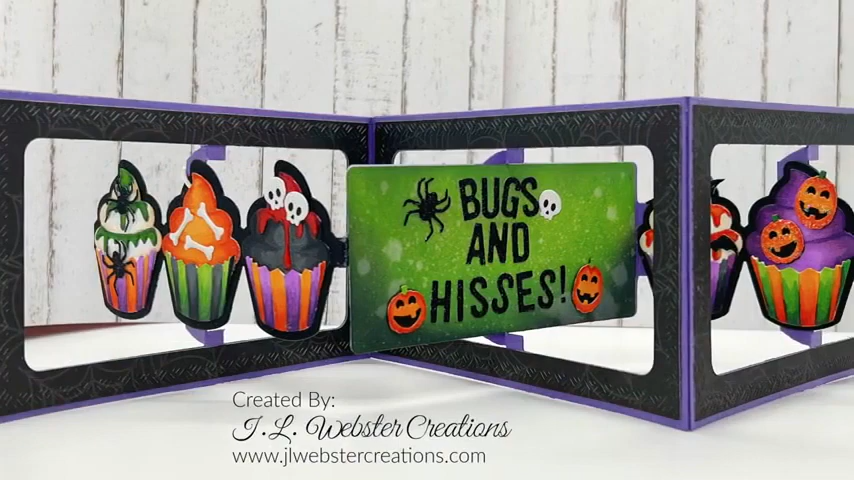 BUGS
AND
HISSES!
Created By:
J.L. Webster Creations
www.jlwebstercreations.com